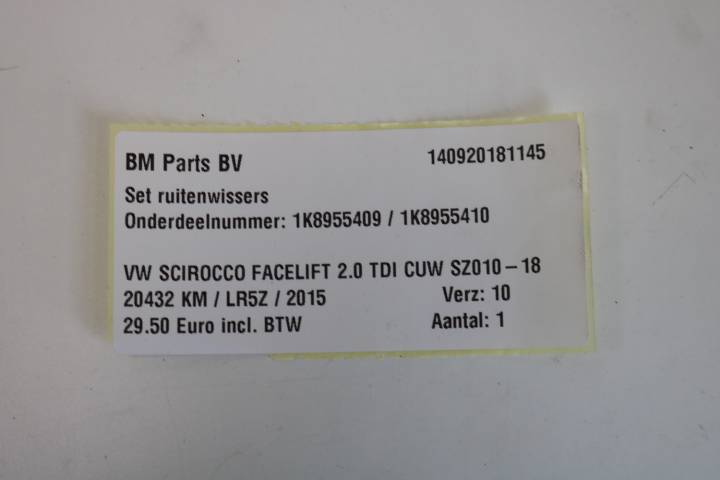 BM Parts BV 140920181145
Set ruitenwissers
Onderdeelnummer: 1K8955409 / 1K8955410
VW SCIROCCO FACELIFT 2.0 TDI CUW SZ010 – 18
20432 KM / LR5Z / 2015 Verz: 10
29.50 Euro incl. BTW Aantal: 1